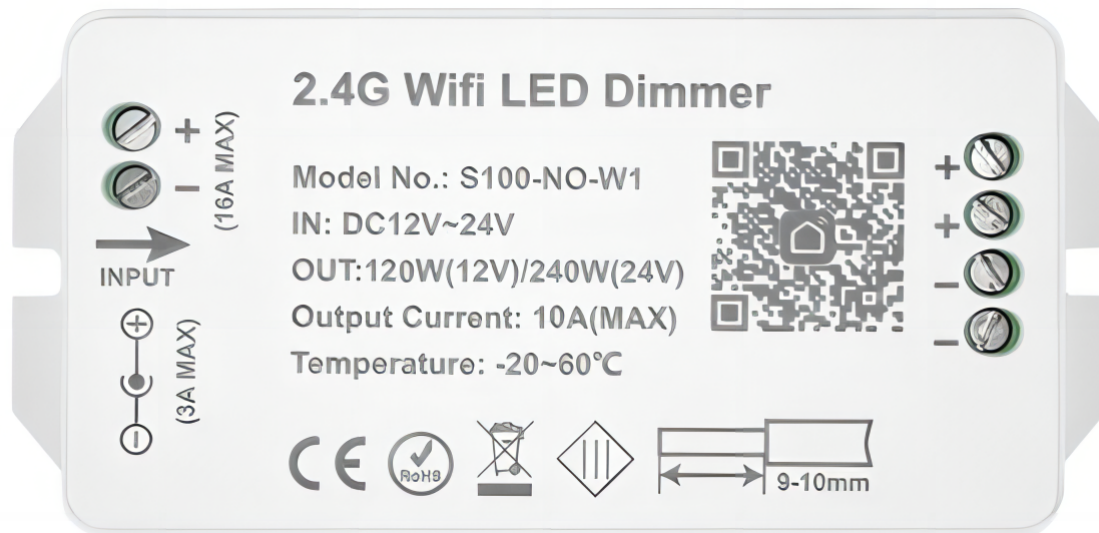 2.4G Wifi LED Dimmer
+
−
(16A MAX)
INPUT
+
−
(3A MAX)
Model No.: S100-NO-W1
IN: DC12V~24V
OUT:120W(12V)/240W(24V)
Output Current: 10A(MAX)
Temperature: -20~60℃
+
+
−
−
CE
RoHS
9-10mm